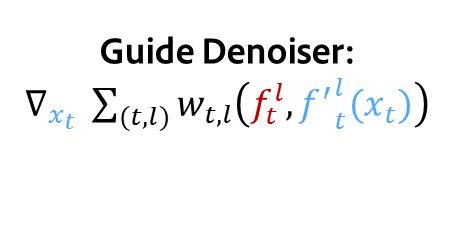 Guide Denoiser:
∇_{x_t} ∑_{(t,l)} w_{t,l}(f_t^l, f'_t^l(x_t))